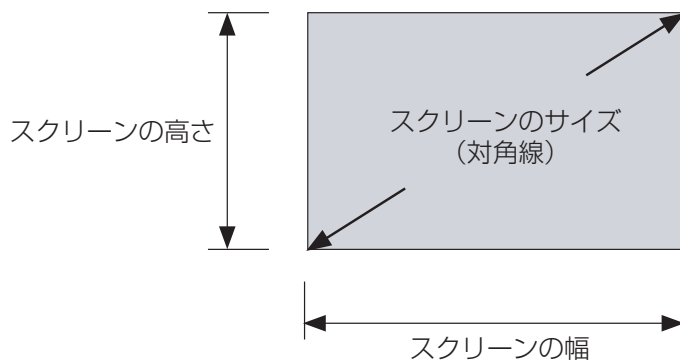 スクリーンの高さ
スクリーンのサイズ
（対角線）
スクリーンの幅